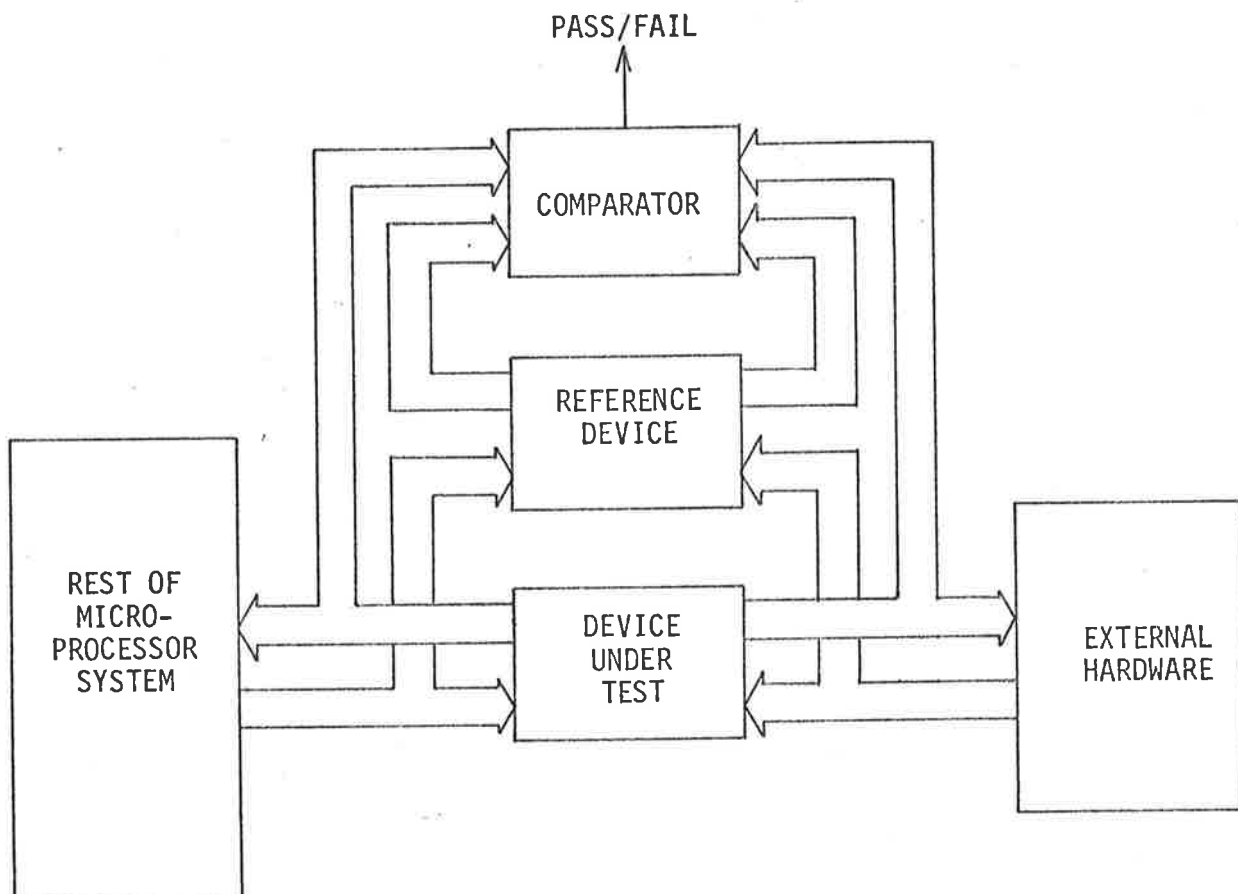 PASS/FAIL
COMPARATOR
REFERENCE
DEVICE
REST OF
MICRO-
PROCESSOR
SYSTEM
DEVICE
UNDER
TEST
EXTERNAL
HARDWARE